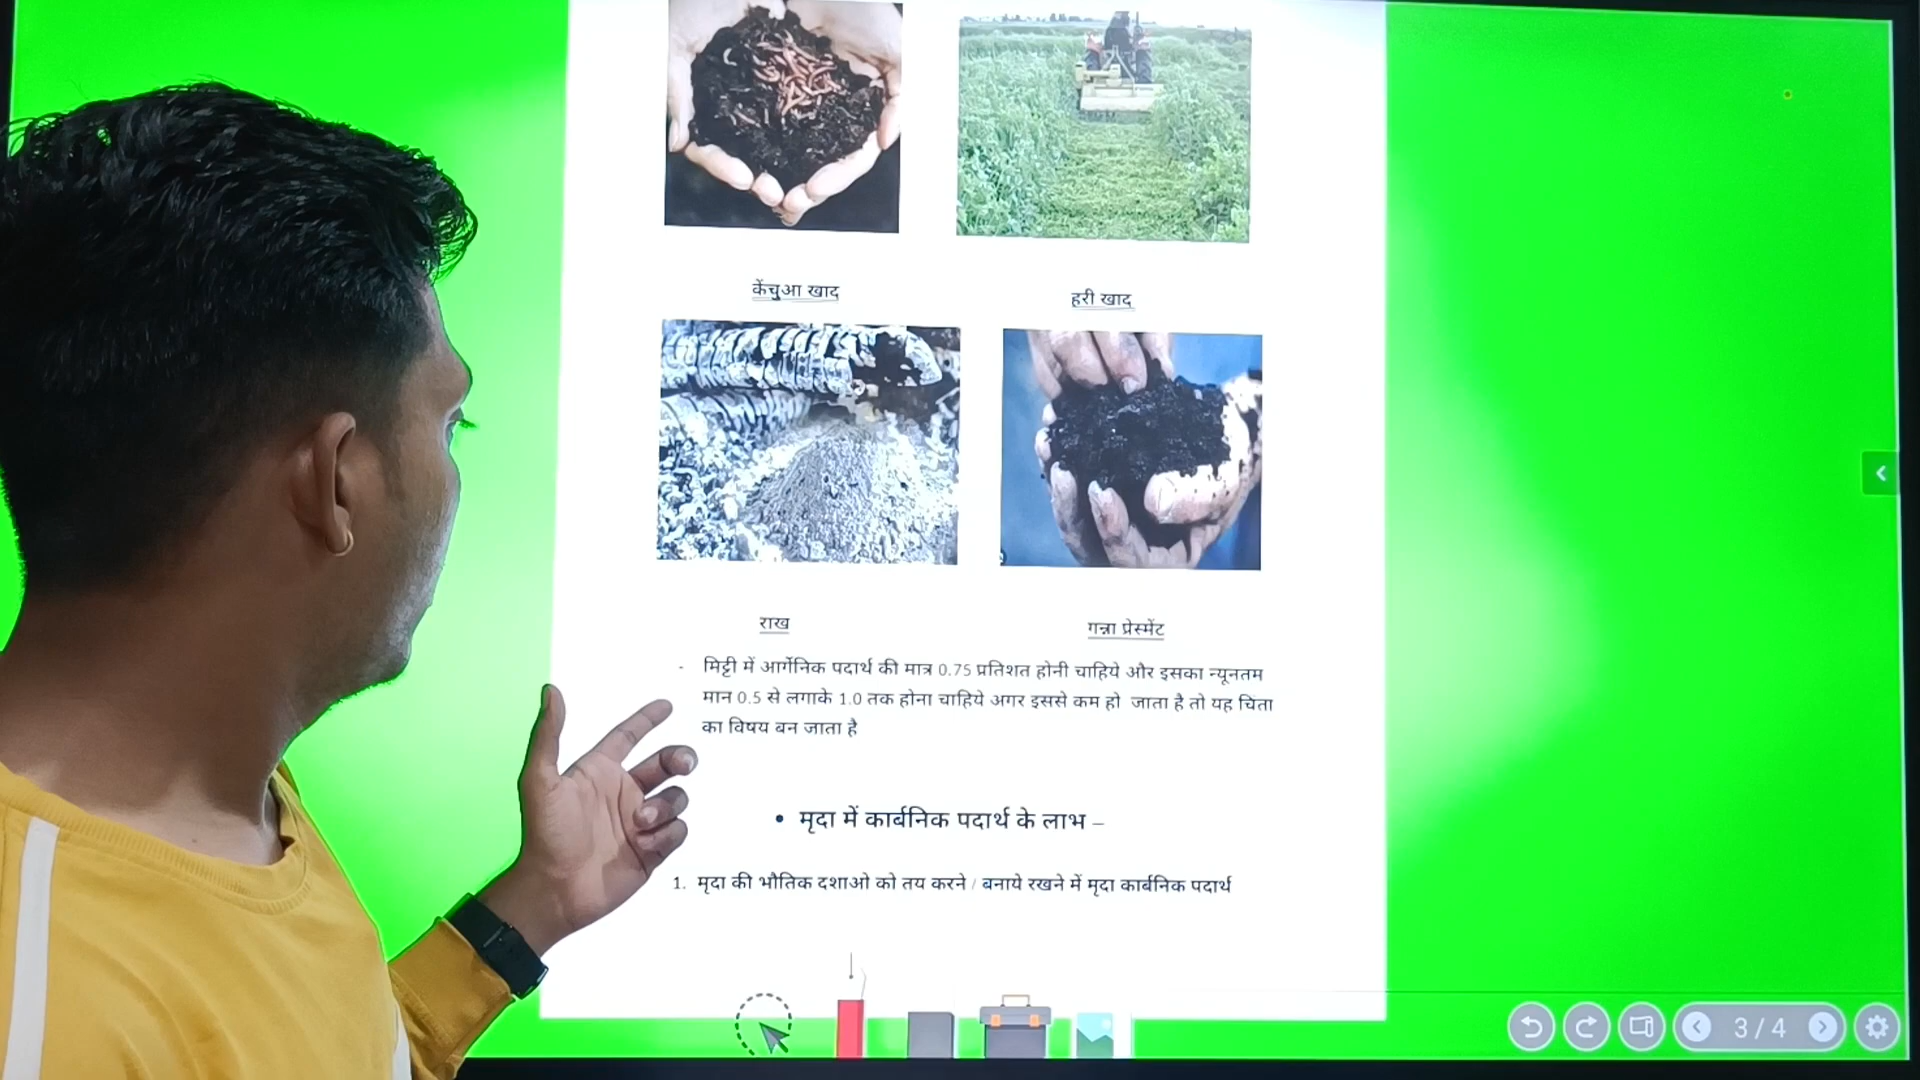 केंचुआ खाद
हरी खाद
राख
गन्ना प्रेस्मेंट
- मिट्टी में आर्गेनिक पदार्थ की मात्र 0.75 प्रतिशत होनी चाहिये और इसका न्यूनतम
मान 0.5 से लगाके 1.0 तक होना चाहिये अगर इससे कम हो जाता है तो यह चिंता
का विषय बन जाता है
• मृदा में कार्बनिक पदार्थ के लाभ –
1. मृदा की भौतिक दशाओ को तय करने / बनाये रखने में मृदा कार्बनिक पदार्थ
3 / 4